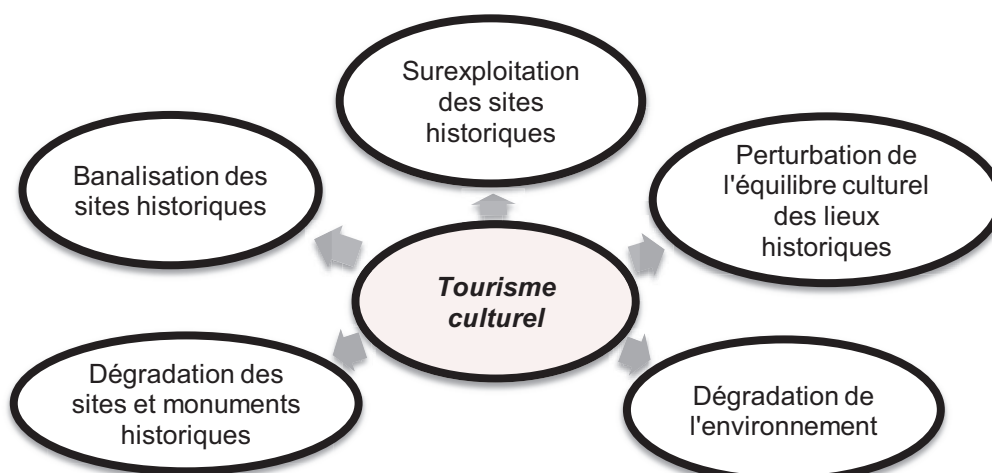 Surexploitation
des sites
historiques
Banalisation des
sites historiques
Perturbation de
l'équilibre culturel
des lieux
historiques
Tourisme
culturel
Dégradation des
sites et monuments
historiques
Dégradation de
l'environnement